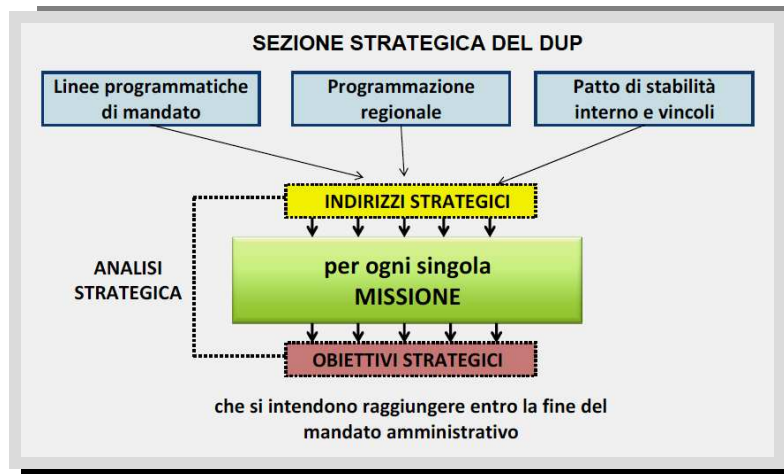 SEZIONE STRATEGICA DEL DUP
Linee programmatiche
di mandato
Programmazione
regionale
Patto di stabilità
interno e vincoli
INDIRIZZI STRATEGICI
ANALISI
STRATEGICA
per ogni singola
MISSIONE
OBIETTIVI STRATEGICI
che si intendono raggiungere entro la fine del
mandato amministrativo